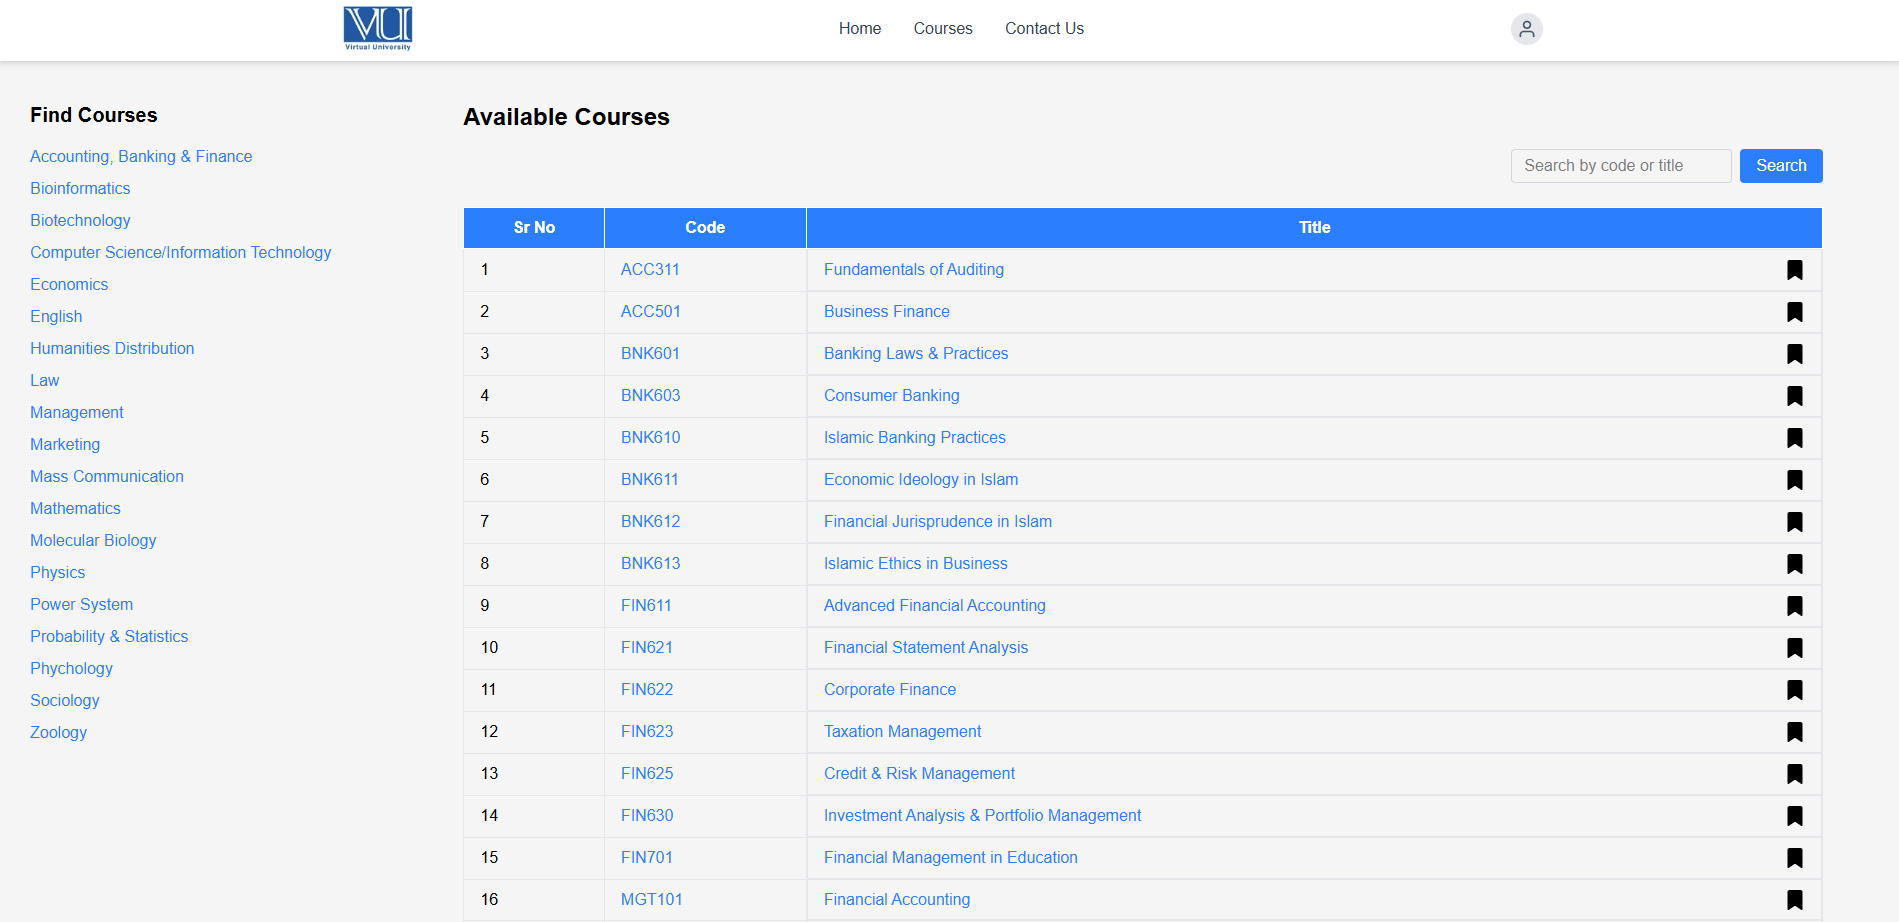 VU
Virtual University
Home Courses Contact Us
Find Courses
Accounting, Banking & Finance
Bioinformatics
Biotechnology
Computer Science/Information Technology
Economics
English
Humanities Distribution
Law
Management
Marketing
Mass Communication
Mathematics
Molecular Biology
Physics
Power System
Probability & Statistics
Phychology
Sociology
Zoology
Available Courses
Search by code or title Search
Sr No Code Title
1 ACC311 Fundamentals of Auditing
2 ACC501 Business Finance
3 BNK601 Banking Laws & Practices
4 BNK603 Consumer Banking
5 BNK610 Islamic Banking Practices
6 BNK611 Economic Ideology in Islam
7 BNK612 Financial Jurisprudence in Islam
8 BNK613 Islamic Ethics in Business
9 FIN611 Advanced Financial Accounting
10 FIN621 Financial Statement Analysis
11 FIN622 Corporate Finance
12 FIN623 Taxation Management
13 FIN625 Credit & Risk Management
14 FIN630 Investment Analysis & Portfolio Management
15 FIN701 Financial Management in Education
16 MGT101 Financial Accounting